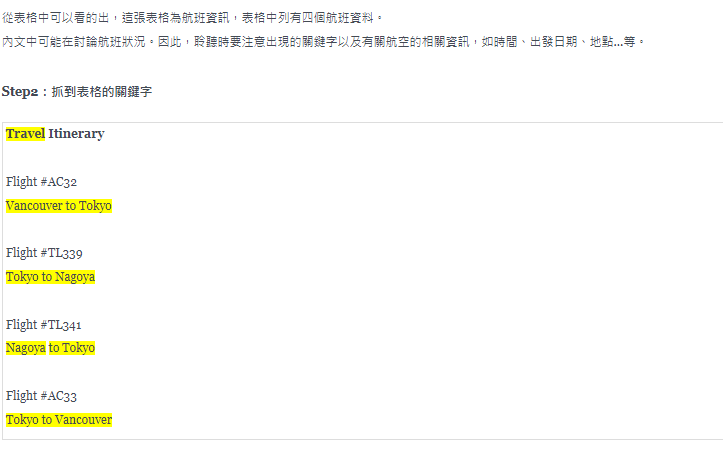 從表格中可以看的出，這張表格為航班資訊，表格中列有四個航班資料。
內文中可能在討論航班狀況。因此，聆聽時要注意出現的關鍵字以及有關航空的相關資訊，如時間、出發日期、地點...等。
Step2：抓到表格的關鍵字
Travel Itinerary
Flight #AC32
Vancouver to Tokyo
Flight #TL339
Tokyo to Nagoya
Flight #TL341
Nagoya to Tokyo
Flight #AC33
Tokyo to Vancouver